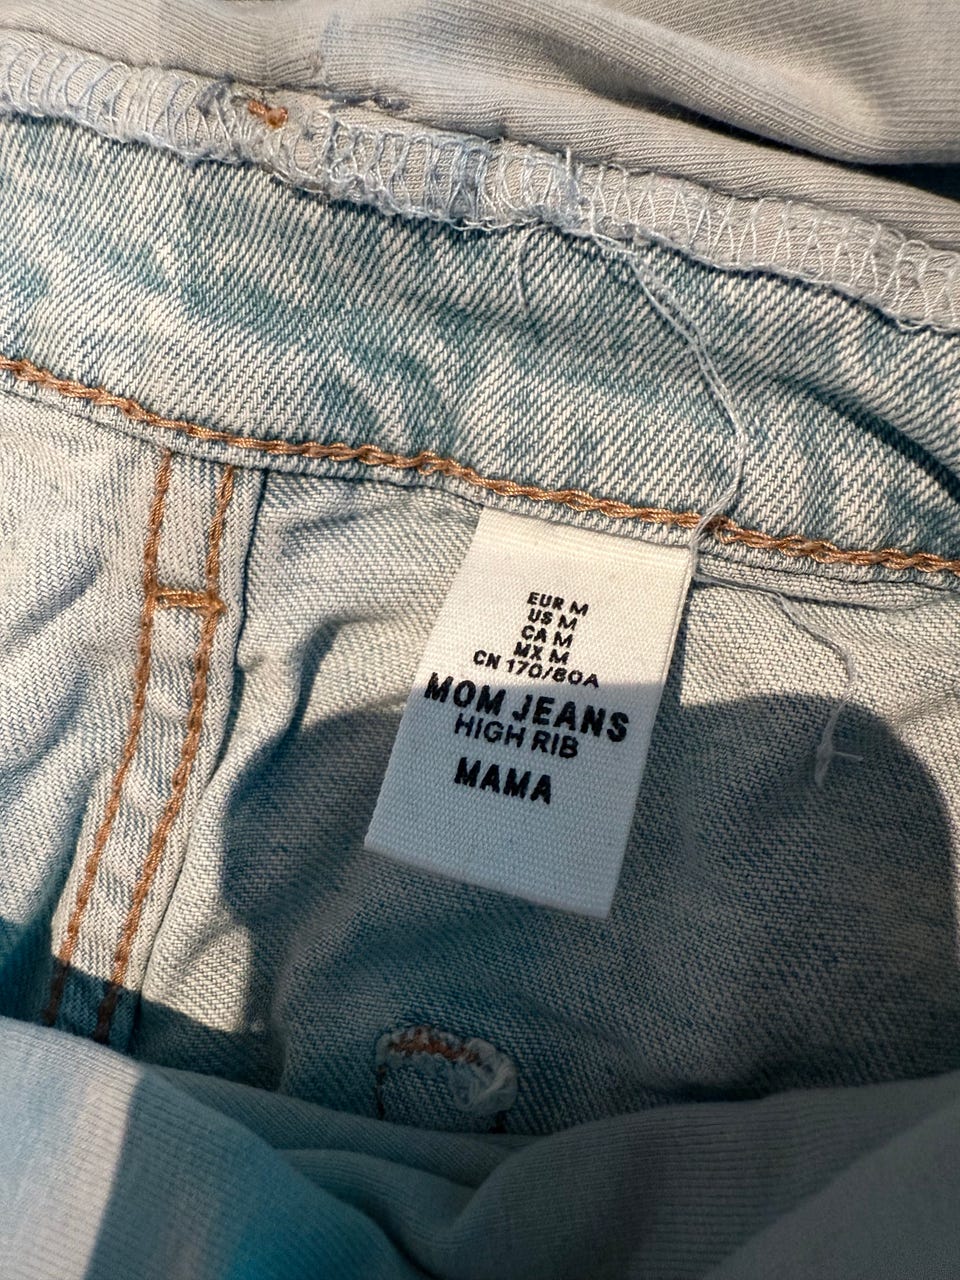 EUR M
US M
CA M
MX M
CN 170/80A
MOM JEANS
HIGH RIB
MAMA